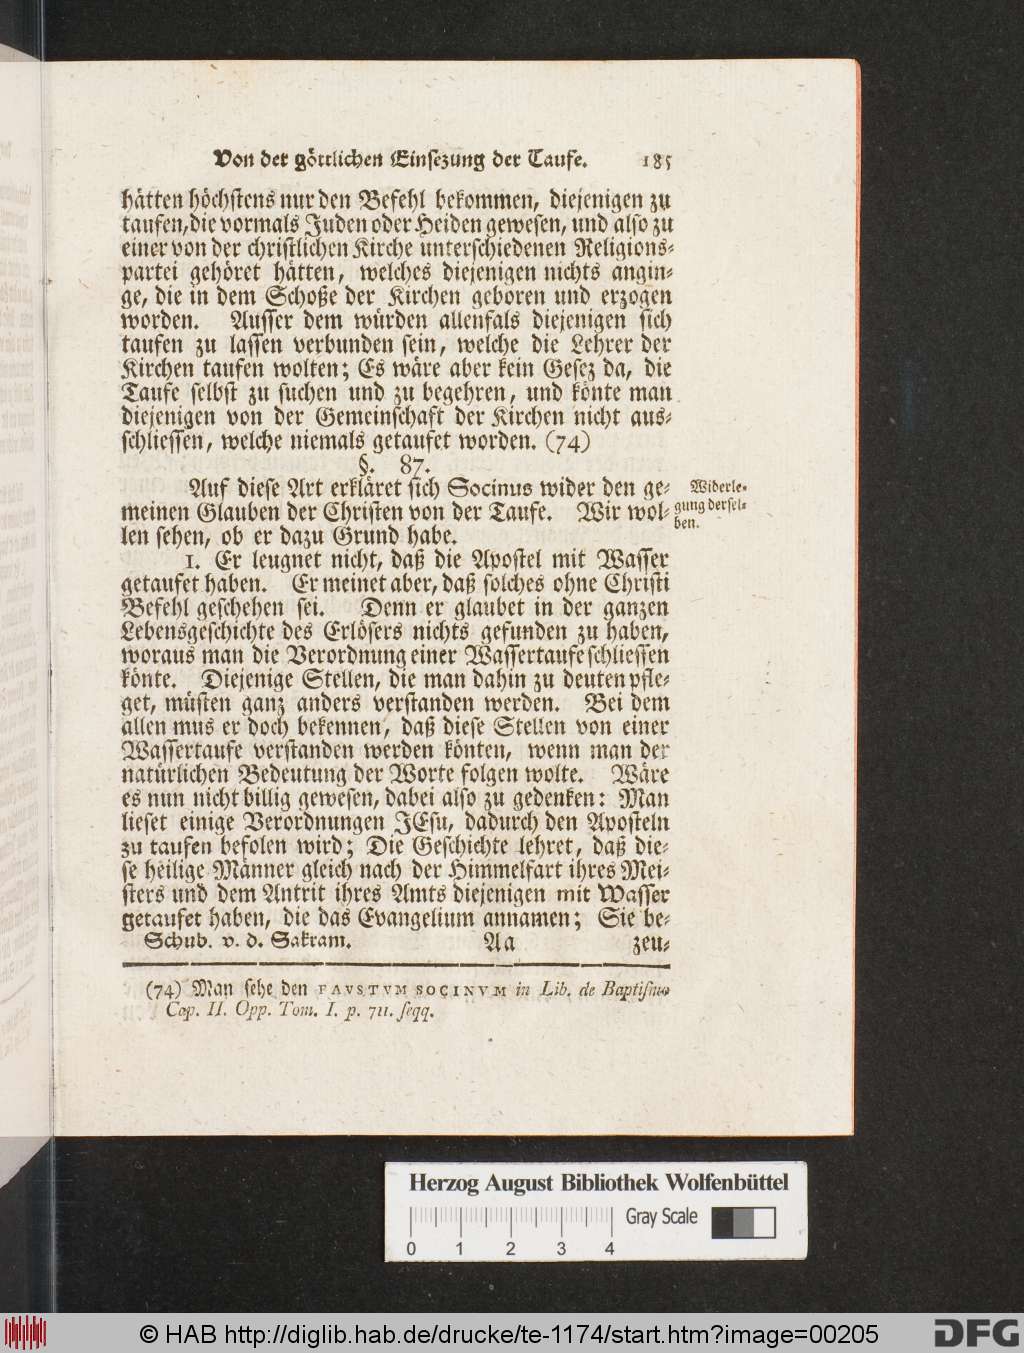 Von der göttlichen Einsezung der Taufe. 185
hätten höchstens nur den Befehl bekommen, diejenigen zu
taufen, die vormals Juden oder Heiden gewesen, und also zu
einer von der christlichen Kirche unterschiedenen Religions-
partei gehöret hätten, welches diejenigen nichts angin-
ge, die in dem Schoße der Kirchen geboren und erzogen
worden. Ausser dem würden allenfals diejenigen sich
taufen zu lassen verbunden sein, welche die Lehrer der
Kirchen taufen wolten; Es wäre aber kein Gesez da, die
Taufe selbst zu suchen und zu begehren, und könte man
diejenigen von der Gemeinschaft der Kirchen nicht aus-
schliessen, welche niemals getaufet worden. (74)
§. 87.
Auf diese Art erkläret sich Socinus wider den ge-
meinen Glauben der Christen von der Taufe. Wir wol-
len sehen, ob er dazu Grund habe.
Widerle-
gung dersel-
ben.
1. Er leugnet nicht, daß die Apostel mit Wasser
getaufet haben. Er meinet aber, daß solches ohne Christi
Befehl geschehen sei. Denn er glaubet in der ganzen
Lebensgeschichte des Erlösers nichts gefunden zu haben,
woraus man die Verordnung einer Wassertaufe schliessen
könte. Diejenige Stellen, die man dahin zu deuten pfle-
get, müsten ganz anders verstanden werden. Bei dem
allen mus er doch bekennen, daß diese Stellen von einer
Wassertaufe verstanden werden könten, wenn man der
natürlichen Bedeutung der Worte folgen wolte. Wäre
es nun nicht billig gewesen, dabei also zu gedenken: Man
lieset einige Verordnungen JEsu, dadurch den Aposteln
zu taufen befolen wird; Die Geschichte lehret, daß die-
se heilige Männer gleich nach der Himmelfart ihres Mei-
sters und dem Antrit ihres Amts diejenigen mit Wasser
getaufet haben, die das Evangelium annamen; Sie be-
Schub. v. d. Sakram. Aa zeu-
(74) Man sehe den FAVSTVM SOCINVM in Lib. de Baptismo
Cap. II. Opp. Tom. I. p. 711. seqq.
Herzog August Bibliothek Wolfenbüttel
Gray Scale
0 1 2 3 4
© HAB http://diglib.hab.de/drucke/te-1174/start.htm?image=00205
DFG